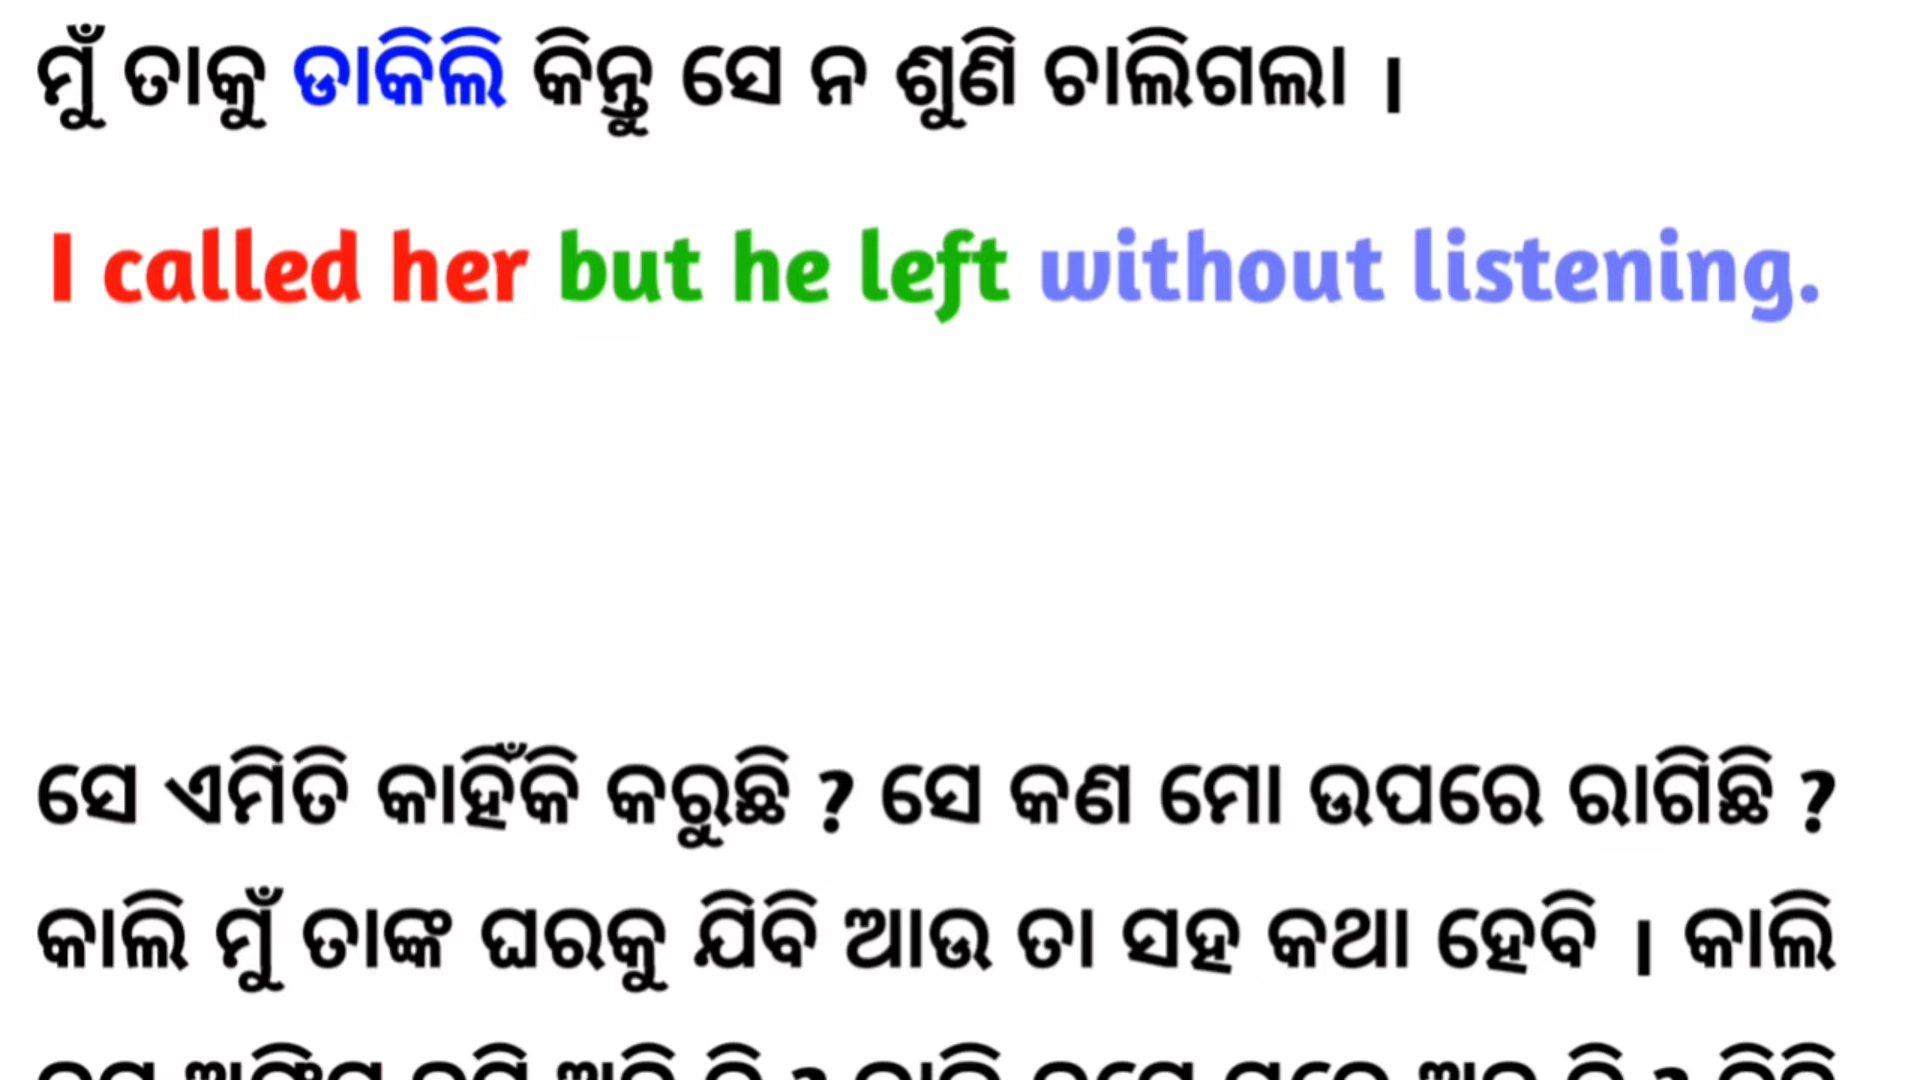 ମୁଁ ତାକୁ ଡାକିଲି କିନ୍ତୁ ସେ ନ ଶୁଣି ଚାଲିଗଲା ।
I called her but he left without listening.
ସେ ଏମିତି କାହିଁକି କରୁଛି ? ସେ କଣ ମୋ ଉପରେ ରାଗିଛି ?
କାଲି ମୁଁ ତାଙ୍କ ଘରକୁ ଯିବି ଆଉ ତା ସହ କଥା ହେବି । କାଲି